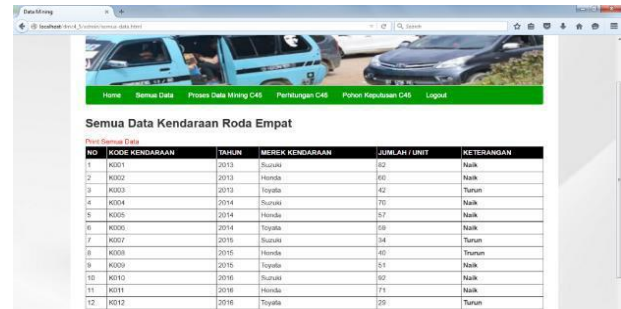 Data Mining
localhost
Search
Home Semua Data Proses Data Mining C45 Perhitungan C45 Pohon Keputusan C45 Logout
Semua Data Kendaraan Roda Empat
Print Semua Data
NO KODE KENDARAAN TAHUN MEREK KENDARAAN JUMLAH / UNIT KETERANGAN
1 K001 2013 Suzuki 82 Naik
2 K002 2013 Honda 60 Naik
3 K003 2013 Toyata 42 Turun
4 K004 2014 Suzuki 70 Naik
5 K005 2014 Honda 57 Naik
6 K006 2014 Toyata 59 Naik
7 K007 2015 Suzuki 34 Turun
8 K008 2015 Honda 40 Trurun
9 K009 2015 Toyata 51 Naik
10 K010 2016 Suzuki 92 Naik
11 K011 2016 Honda 71 Naik
12 K012 2016 Toyata 29 Turun